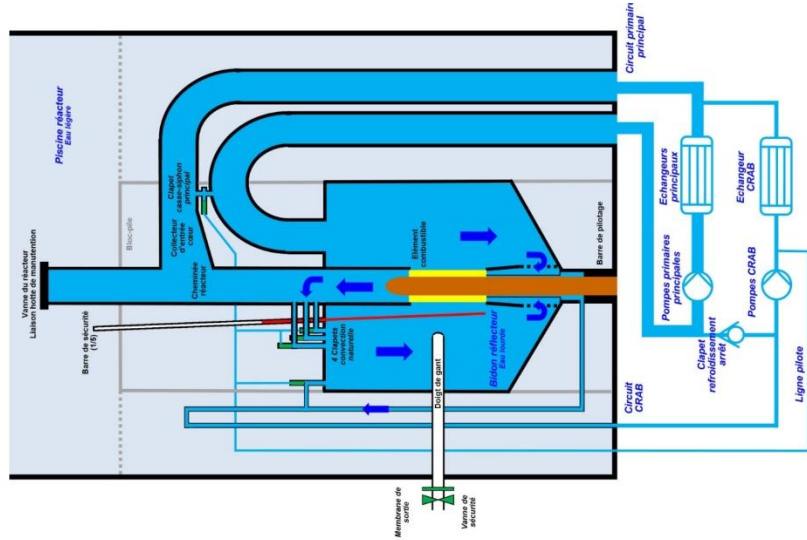 Piscine réacteur
Eau légère
Vanne du réacteur
Liaison hotte de manutention
Bloc-pile
Barre de sécurité
(1/5)
Cheminée
réacteur
Collecteur
d'entrée
cœur
Clapet
casse-siphon
principal
4 Clapets
convection
naturelle
Elément
combustible
Doigt de gant
Bidon réflecteur
Eau lourde
Barre de pilotage
Membrane de
sortie
Vanne de
sécurité
Circuit
CRAB
Circuit primaire
principal
Pompes primaires
principales
Echangeurs
principaux
Clapet
refroidissement
arrêt
Pompes CRAB
Echangeur
CRAB
Ligne pilote